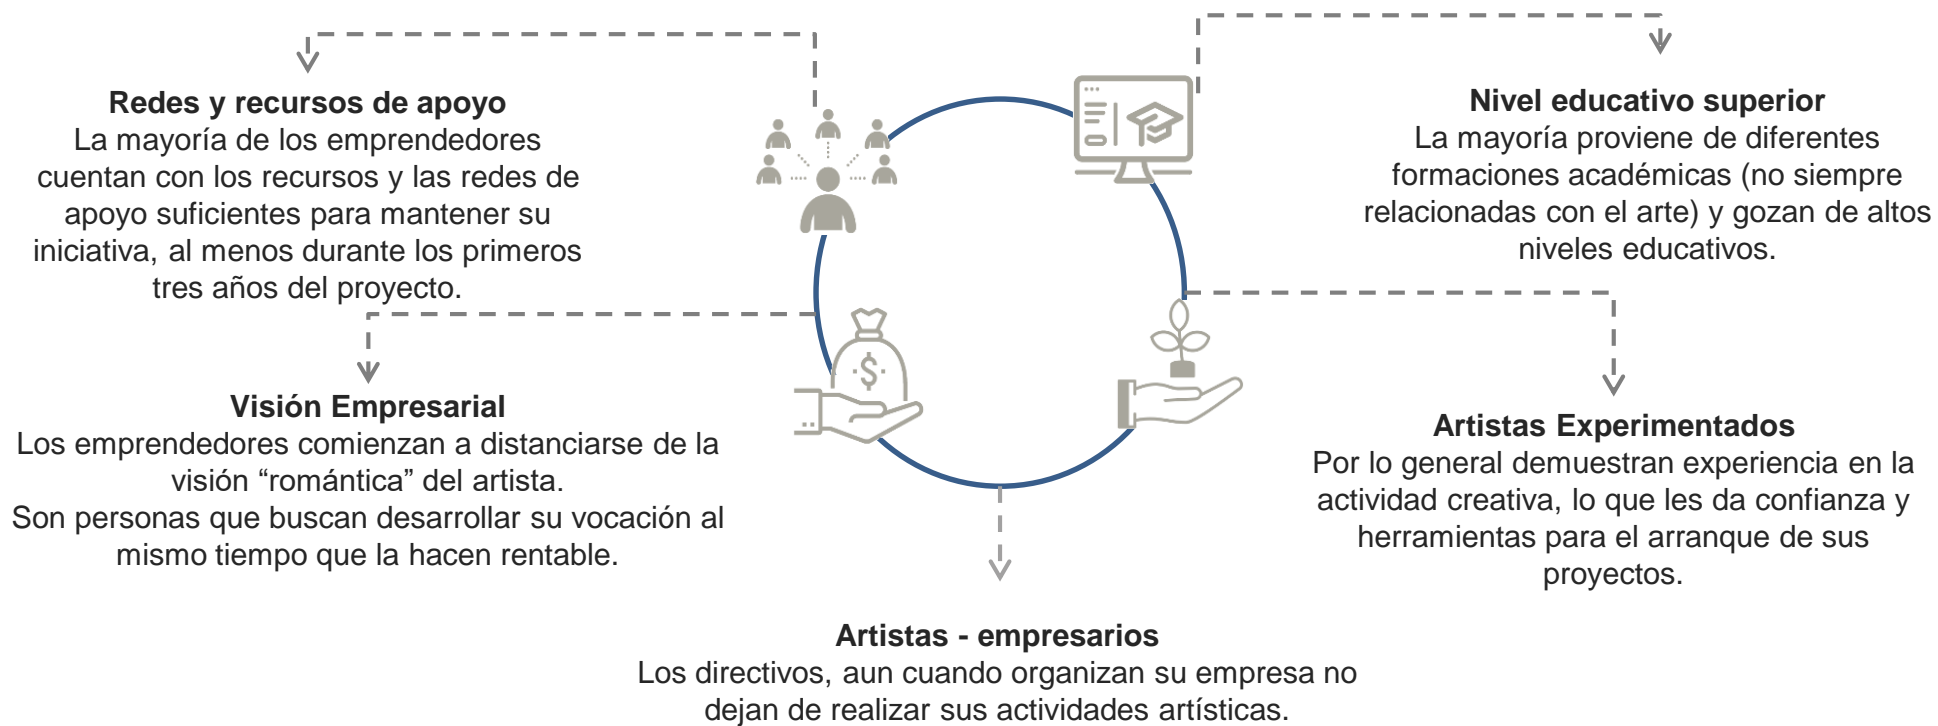 Redes y recursos de apoyo
La mayoría de los emprendedores
cuentan con los recursos y las redes de
apoyo suficientes para mantener su
iniciativa, al menos durante los primeros
tres años del proyecto.
Nivel educativo superior
La mayoría proviene de diferentes
formaciones académicas (no siempre
relacionadas con el arte) y gozan de altos
niveles educativos.
$
Visión Empresarial
Los emprendedores comienzan a distanciarse de la
visión “romántica” del artista.
Son personas que buscan desarrollar su vocación al
mismo tiempo que la hacen rentable.
Artistas Experimentados
Por lo general demuestran experiencia en la
actividad creativa, lo que les da confianza y
herramientas para el arranque de sus
proyectos.
Artistas - empresarios
Los directivos, aun cuando organizan su empresa no
dejan de realizar sus actividades artísticas.